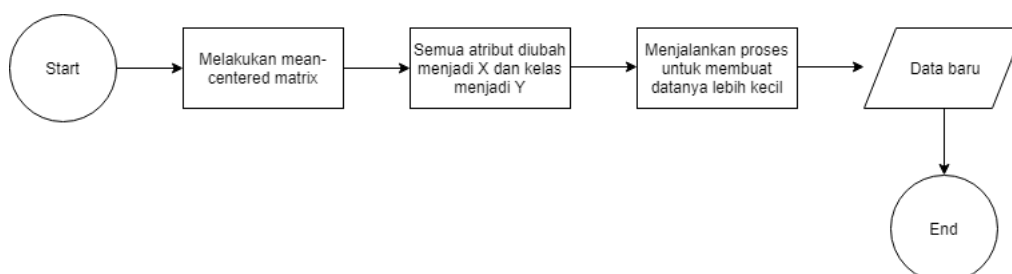 Start
Melakukan mean-
centered matrix
Semua atribut diubah
menjadi X dan kelas
menjadi Y
Menjalankan proses
untuk membuat
datanya lebih kecil
Data baru
End